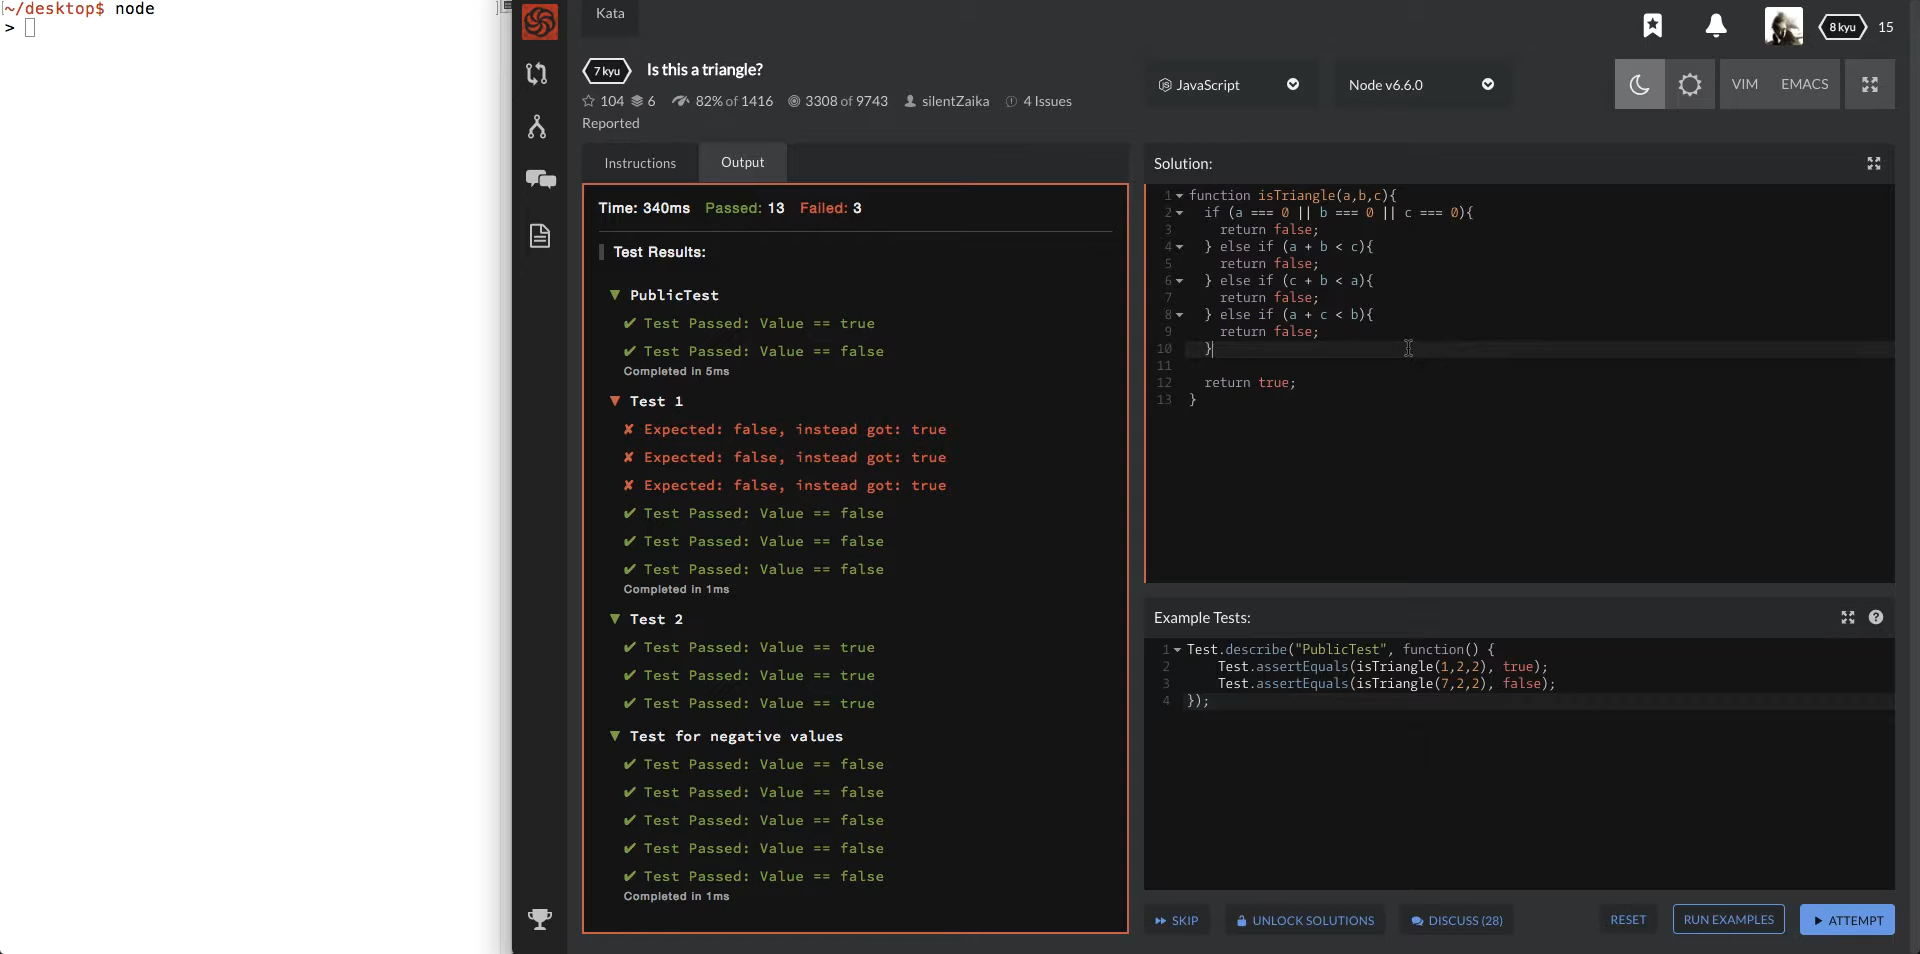 [~/desktop$ node
> 
Kata
8 kyu 15
7 kyu Is this a triangle?
104 6 82% of 1416 3308 of 9743 silentZaika 4 Issues
Reported
JavaScript
Node v6.6.0
VIM EMACS
Instructions Output
Time: 340ms Passed: 13 Failed: 3
Test Results:
▼ PublicTest
✔ Test Passed: Value == true
✔ Test Passed: Value == false
Completed in 5ms
▼ Test 1
✘ Expected: false, instead got: true
✘ Expected: false, instead got: true
✘ Expected: false, instead got: true
✔ Test Passed: Value == false
✔ Test Passed: Value == false
✔ Test Passed: Value == false
Completed in 1ms
▼ Test 2
✔ Test Passed: Value == true
✔ Test Passed: Value == true
✔ Test Passed: Value == true
▼ Test for negative values
✔ Test Passed: Value == false
✔ Test Passed: Value == false
✔ Test Passed: Value == false
✔ Test Passed: Value == false
✔ Test Passed: Value == false
Completed in 1ms
Solution:
1 function isTriangle(a,b,c){
2 if (a === 0 || b === 0 || c === 0){
3 return false;
4 } else if (a + b < c){
5 return false;
6 } else if (c + b < a){
7 return false;
8 } else if (a + c < b){
9 return false;
10 }
11
12 return true;
13 }
Example Tests:
1 Test.describe("PublicTest", function() {
2 Test.assertEquals(isTriangle(1,2,2), true);
3 Test.assertEquals(isTriangle(7,2,2), false);
4 });
SKIP UNLOCK SOLUTIONS DISCUSS (28) RESET RUN EXAMPLES ATTEMPT